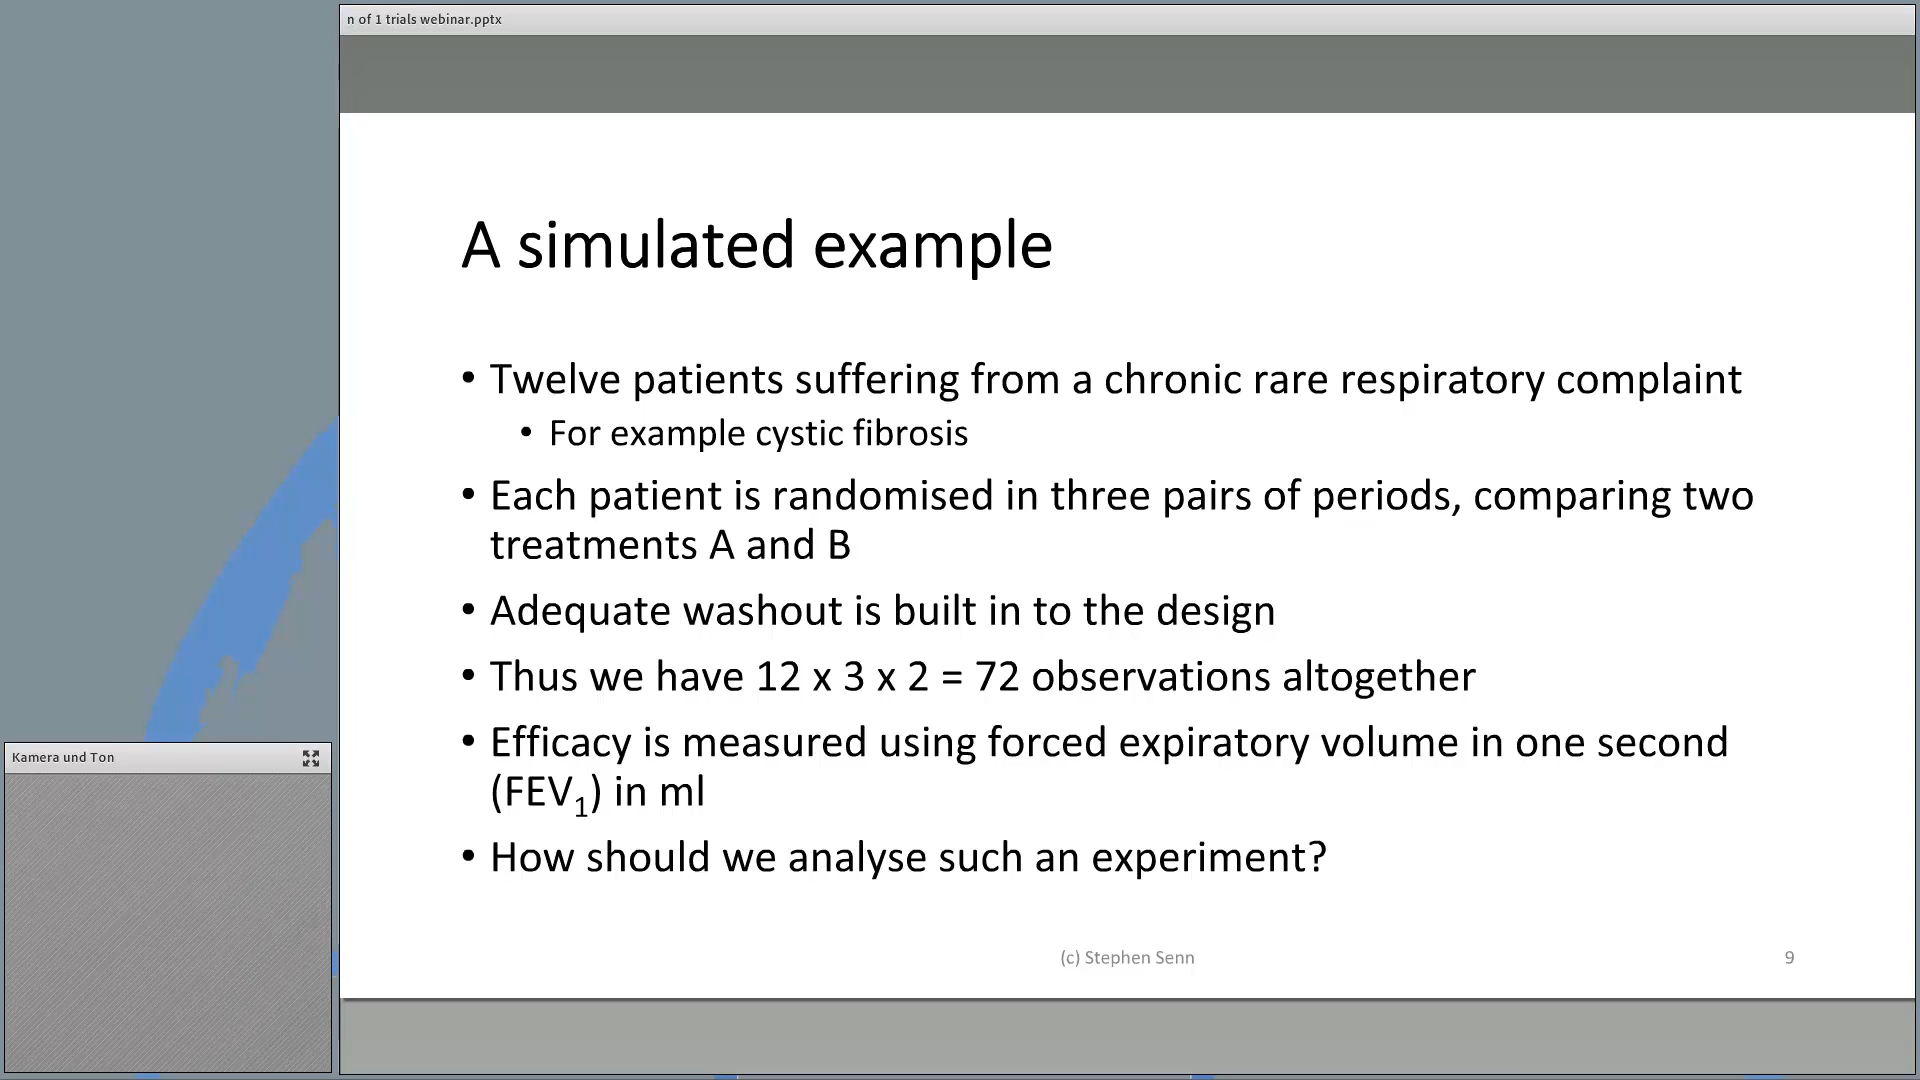 n of 1 trials webinar.pptx
A simulated example
• Twelve patients suffering from a chronic rare respiratory complaint
• For example cystic fibrosis
• Each patient is randomised in three pairs of periods, comparing two
treatments A and B
• Adequate washout is built in to the design
• Thus we have 12 x 3 x 2 = 72 observations altogether
• Efficacy is measured using forced expiratory volume in one second
(FEV₁) in ml
• How should we analyse such an experiment?
(c) Stephen Senn
9
Kamera und Ton